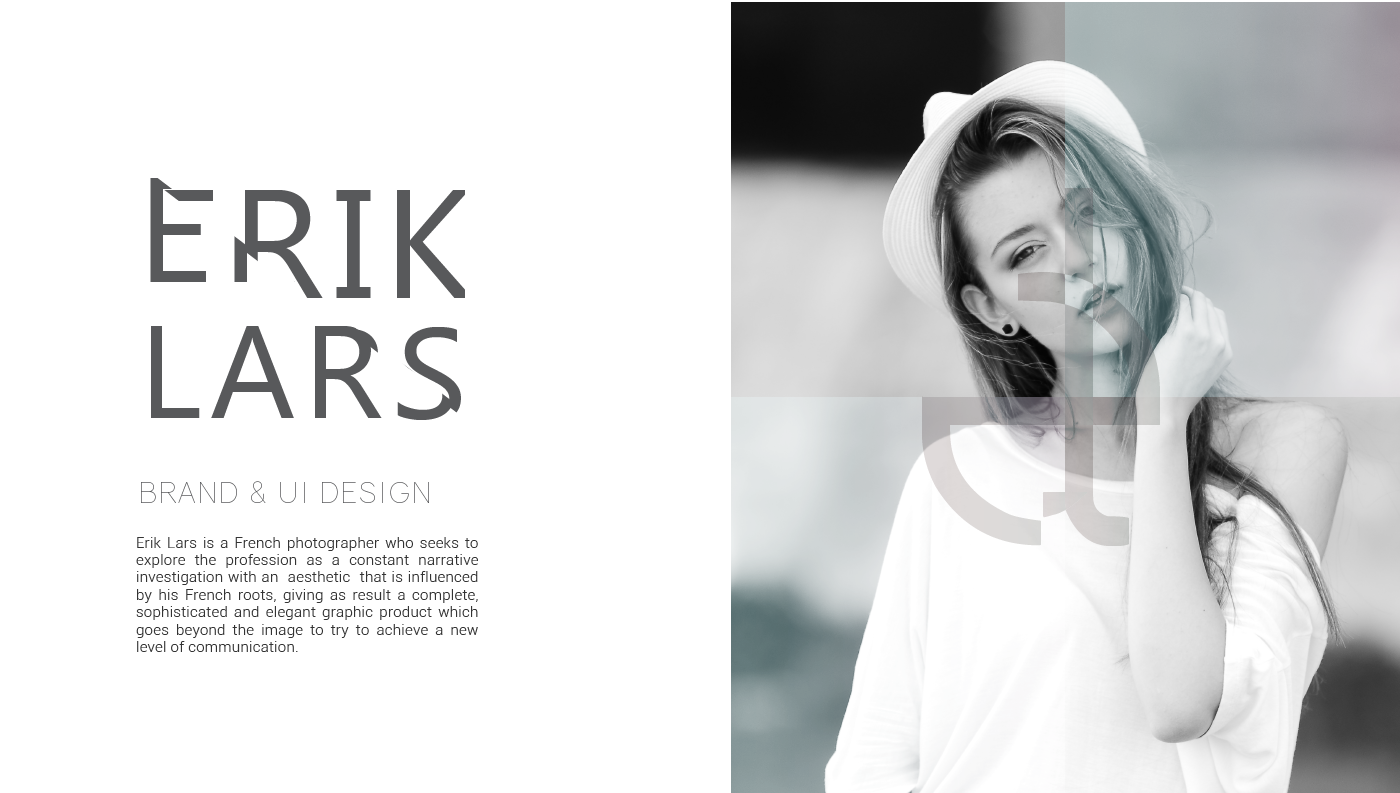 ERIK
LARS
BRAND & UI DESIGN
Erik Lars is a French photographer who seeks to
explore the profession as a constant narrative
investigation with an aesthetic that is influenced
by his French roots, giving as result a complete,
sophisticated and elegant graphic product which
goes beyond the image to try to achieve a new
level of communication.